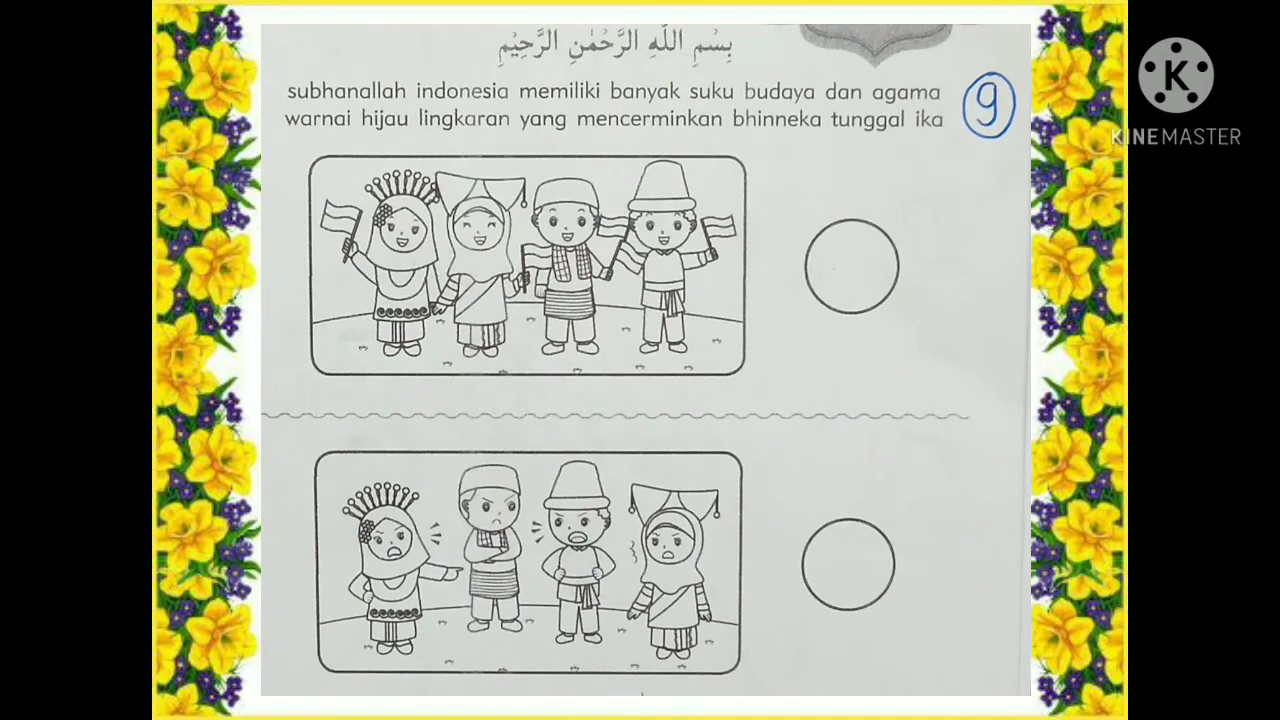 بِسْمِ اللّٰهِ الرَّحْمٰنِ الرَّحِيْمِ
subhanallah indonesia memiliki banyak suku budaya dan agama
warnai hijau lingkaran yang mencerminkan bhinneka tunggal ika
9
K
KINEMASTER